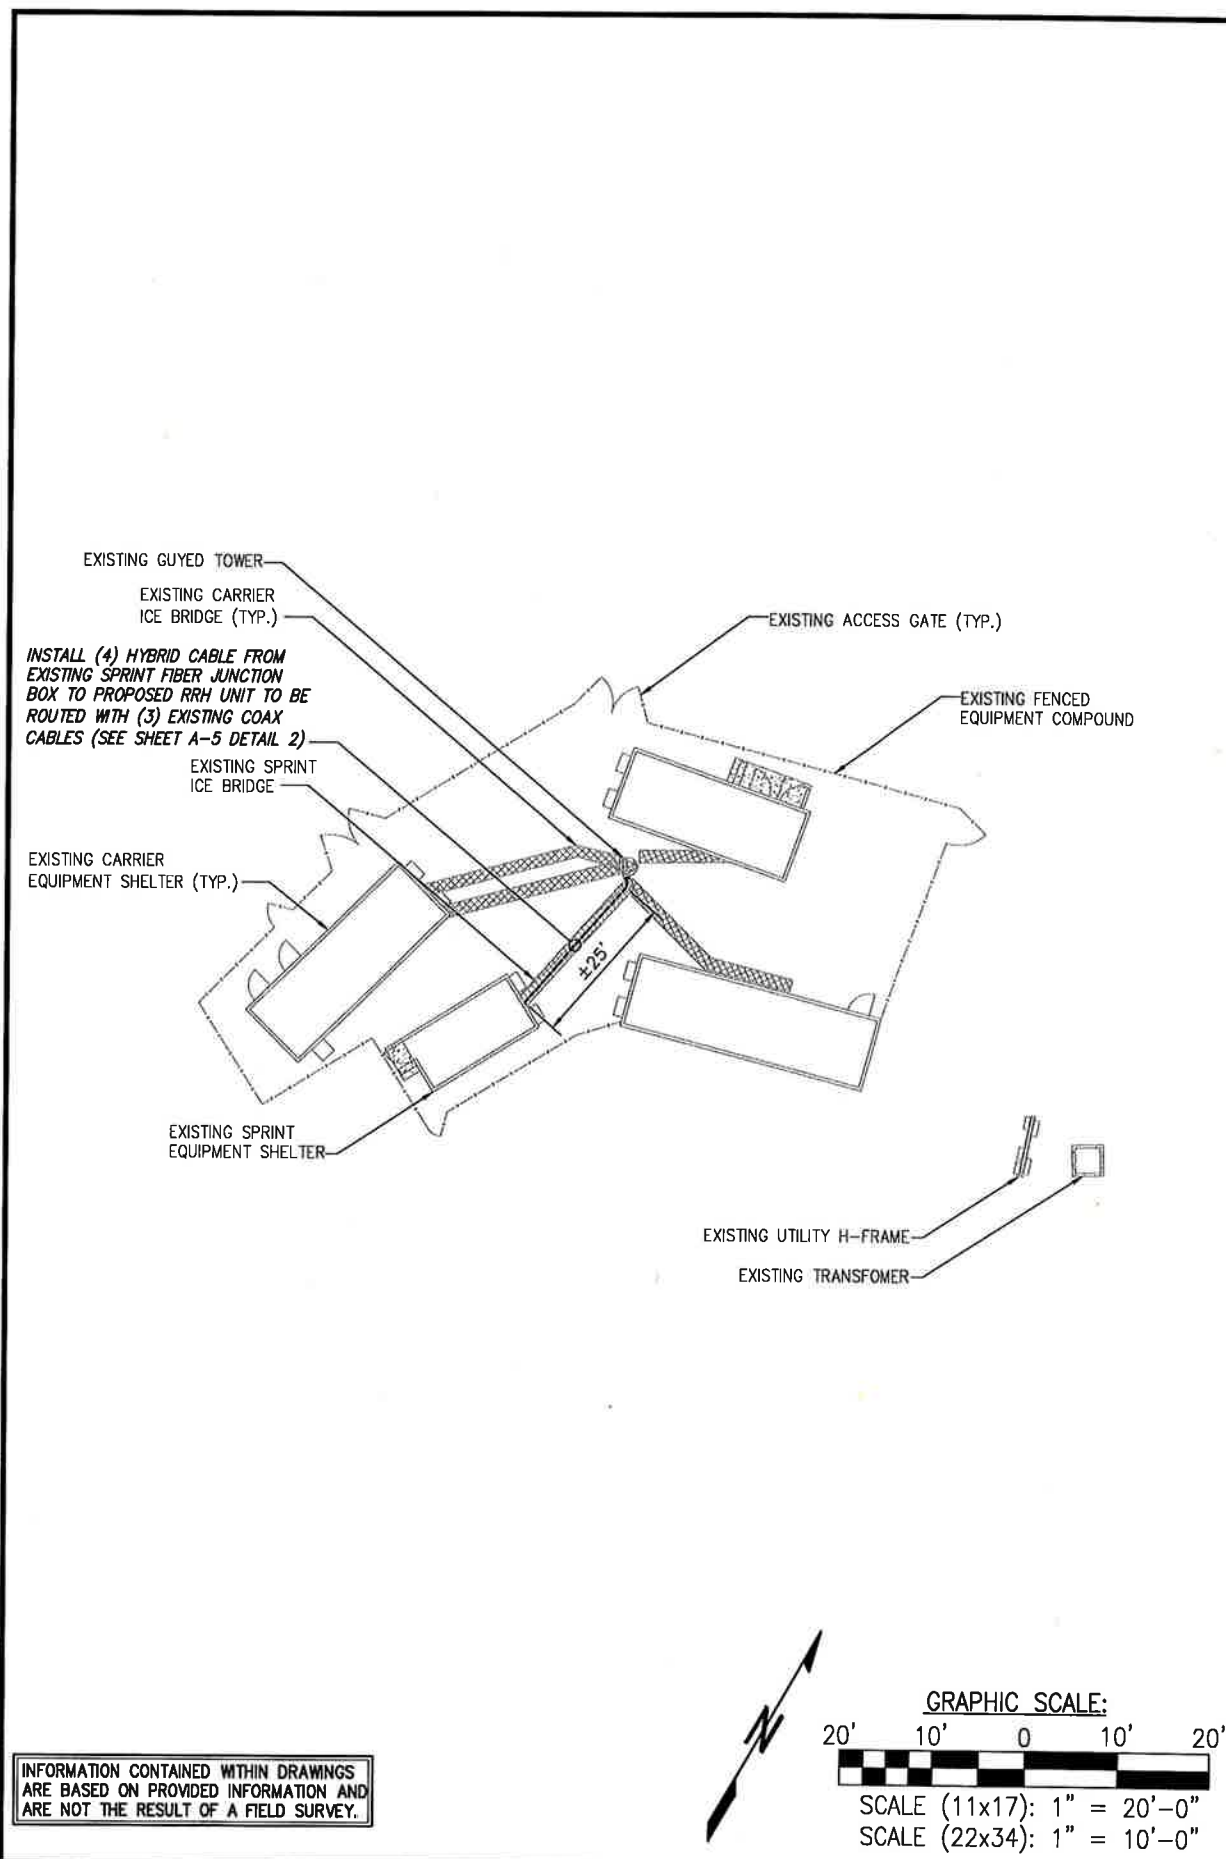 EXISTING GUYED TOWER
EXISTING CARRIER
ICE BRIDGE (TYP.)
INSTALL (4) HYBRID CABLE FROM
EXISTING SPRINT FIBER JUNCTION
BOX TO PROPOSED RRH UNIT TO BE
ROUTED WITH (3) EXISTING COAX
CABLES (SEE SHEET A-5 DETAIL 2)
EXISTING SPRINT
ICE BRIDGE
EXISTING CARRIER
EQUIPMENT SHELTER (TYP.)
EXISTING SPRINT
EQUIPMENT SHELTER
EXISTING ACCESS GATE (TYP.)
EXISTING FENCED
EQUIPMENT COMPOUND
±25'
EXISTING UTILITY H-FRAME
EXISTING TRANSFOMER
N
GRAPHIC SCALE:
20' 10' 0 10' 20'
SCALE (11x17): 1" = 20'-0"
SCALE (22x34): 1" = 10'-0"
INFORMATION CONTAINED WITHIN DRAWINGS
ARE BASED ON PROVIDED INFORMATION AND
ARE NOT THE RESULT OF A FIELD SURVEY.